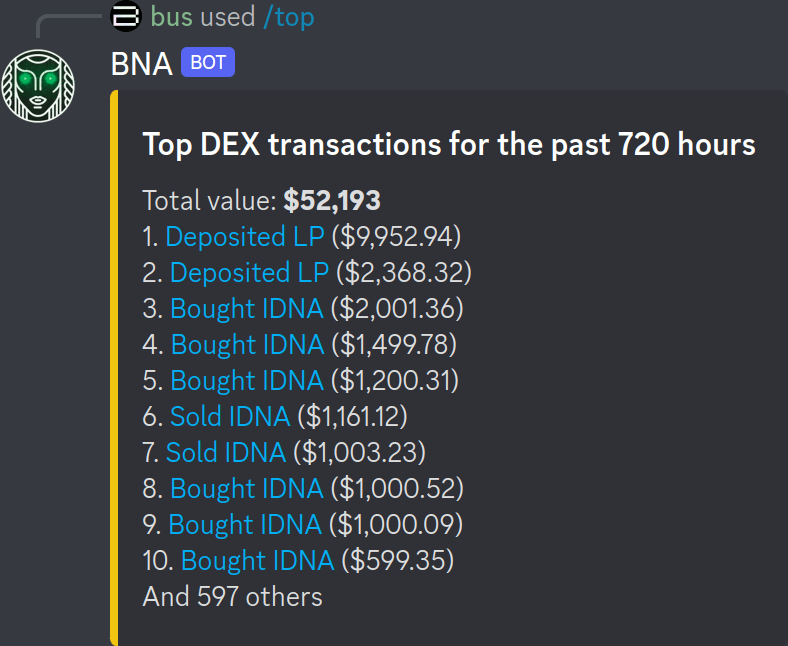 bus used /top
BNA BOT
Top DEX transactions for the past 720 hours
Total value: $52,193
1. Deposited LP ($9,952.94)
2. Deposited LP ($2,368.32)
3. Bought IDNA ($2,001.36)
4. Bought IDNA ($1,499.78)
5. Bought IDNA ($1,200.31)
6. Sold IDNA ($1,161.12)
7. Sold IDNA ($1,003.23)
8. Bought IDNA ($1,000.52)
9. Bought IDNA ($1,000.09)
10. Bought IDNA ($599.35)
And 597 others